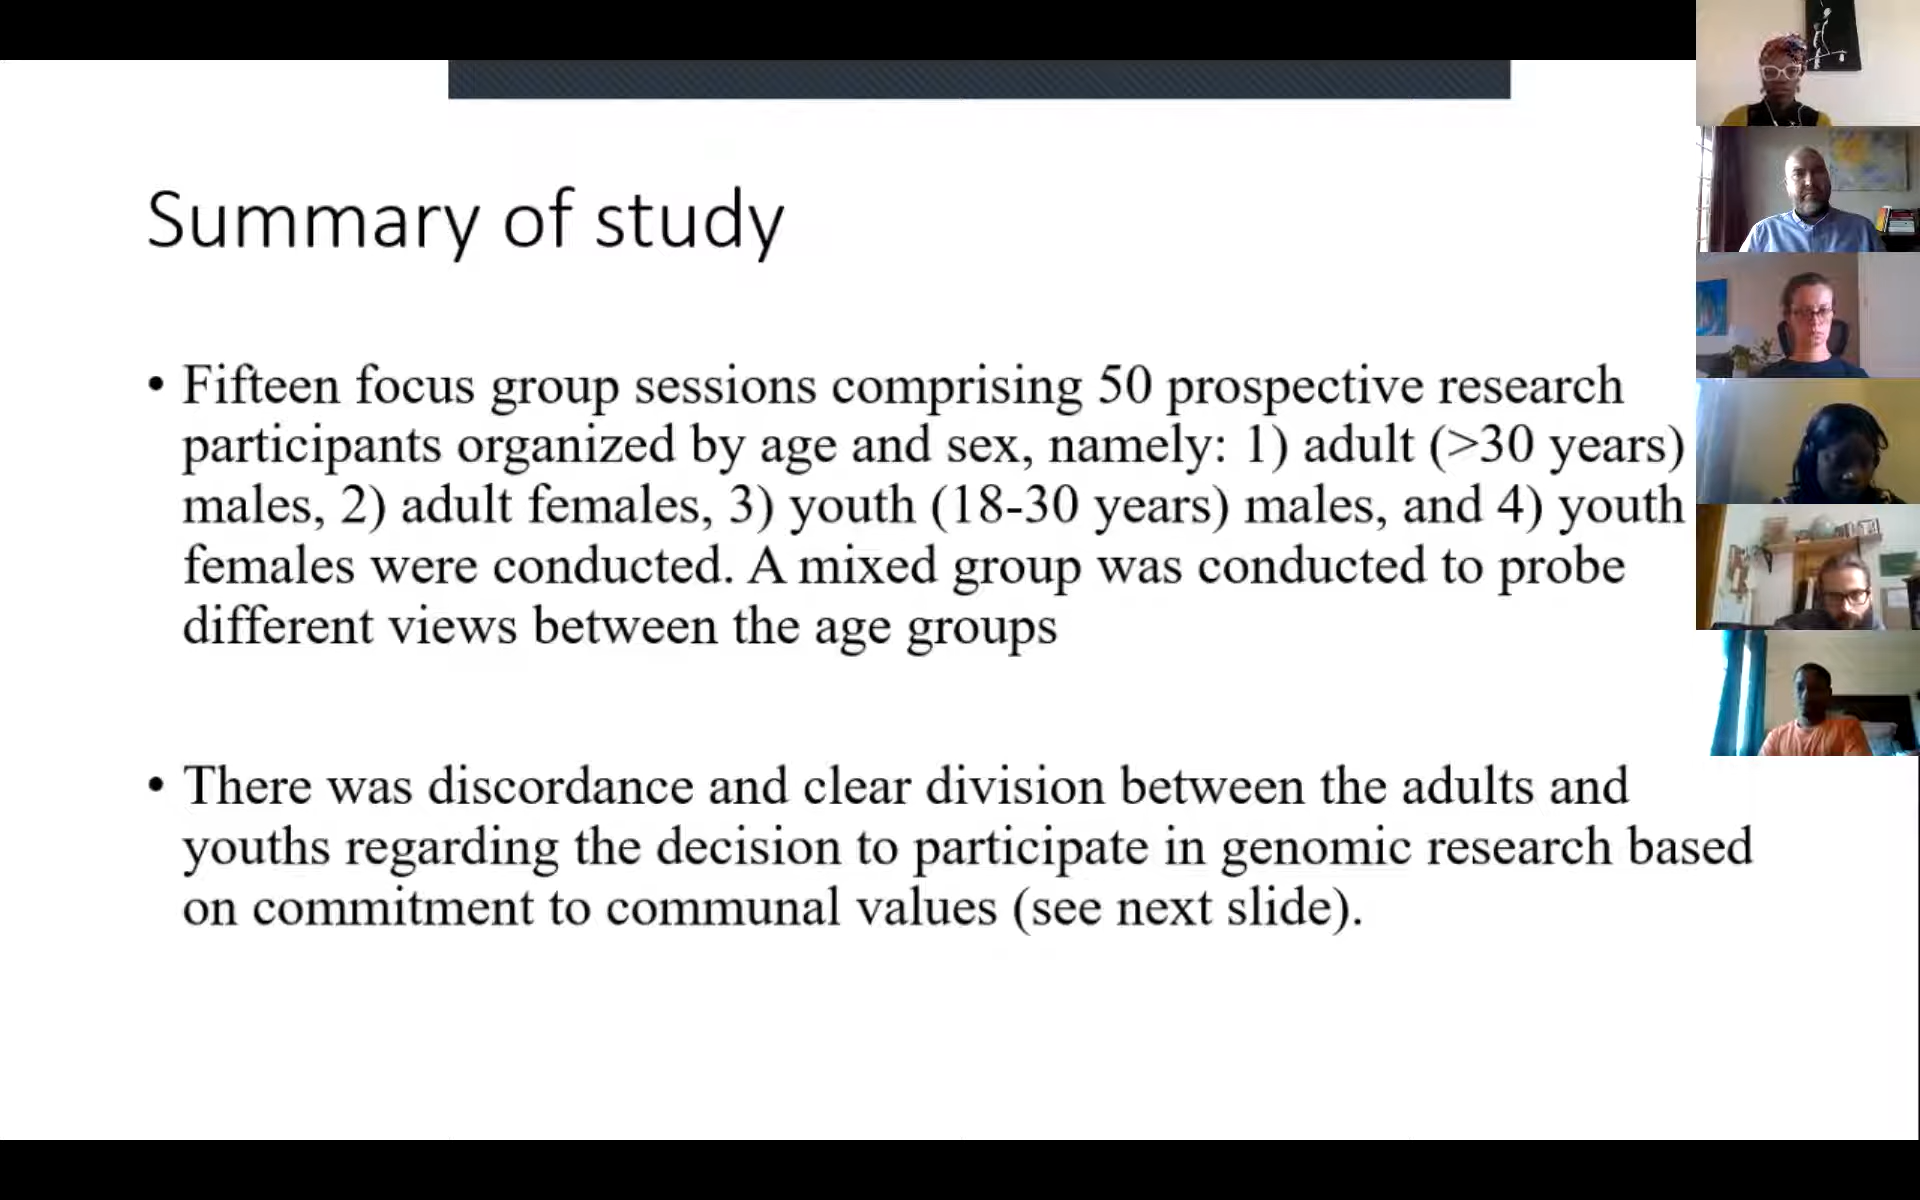 Summary of study
• Fifteen focus group sessions comprising 50 prospective research
participants organized by age and sex, namely: 1) adult (>30 years)
males, 2) adult females, 3) youth (18-30 years) males, and 4) youth
females were conducted. A mixed group was conducted to probe
different views between the age groups
• There was discordance and clear division between the adults and
youths regarding the decision to participate in genomic research based
on commitment to communal values (see next slide).